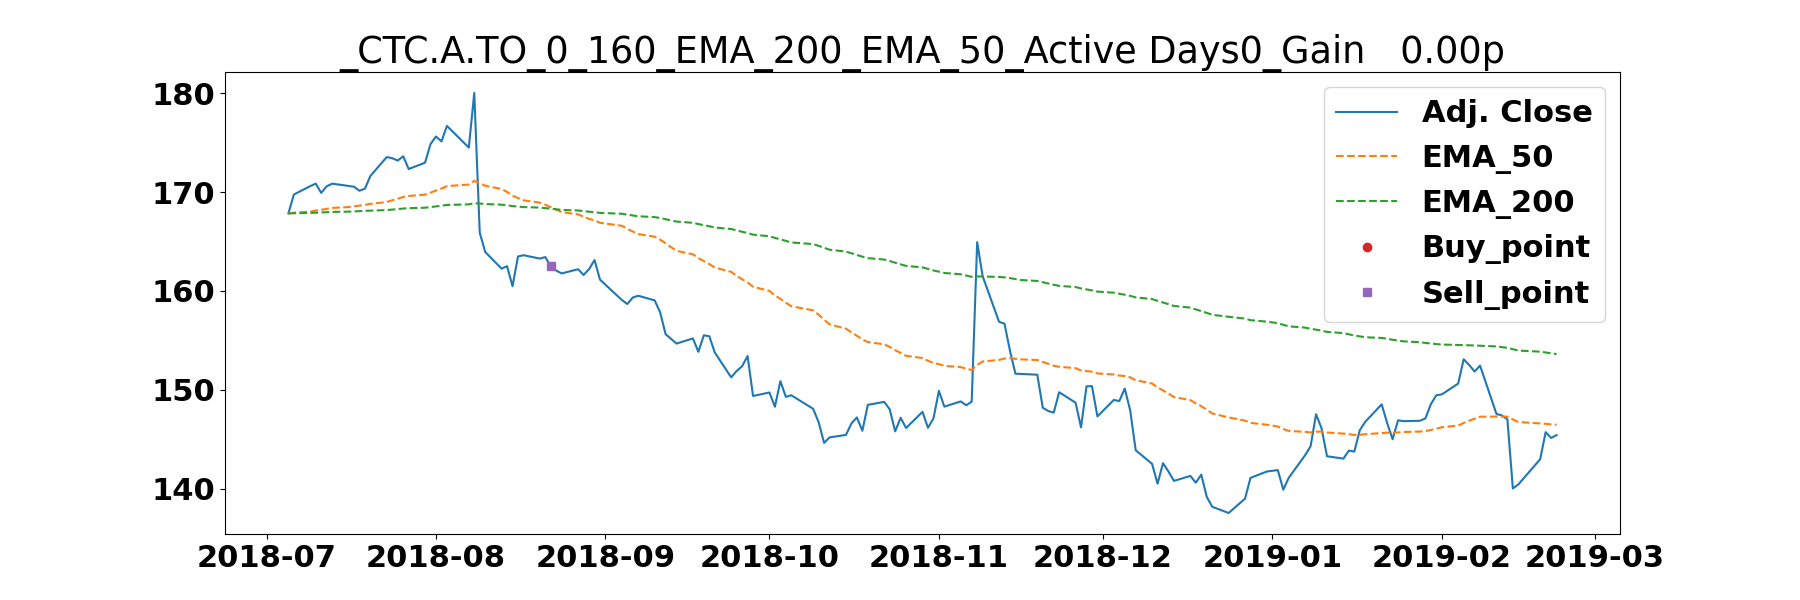 _CTC.A.TO_0_160_EMA_200_EMA_50_Active Days0_Gain   0.00p
180
170
160
150
140
Adj. Close
EMA_50
EMA_200
Buy_point
Sell_point
2018-07 2018-08 2018-09 2018-10 2018-11 2018-12 2019-01 2019-02 2019-03